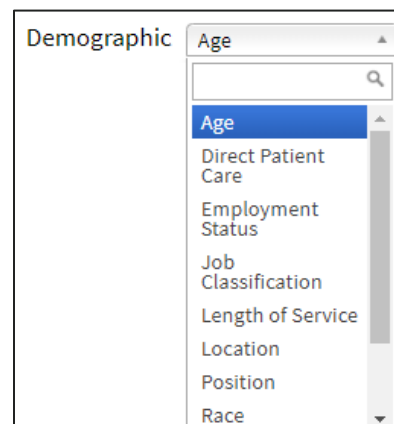 Demographic
Age
Age
Direct Patient
Care
Employment
Status
Job
Classification
Length of Service
Location
Position
Race